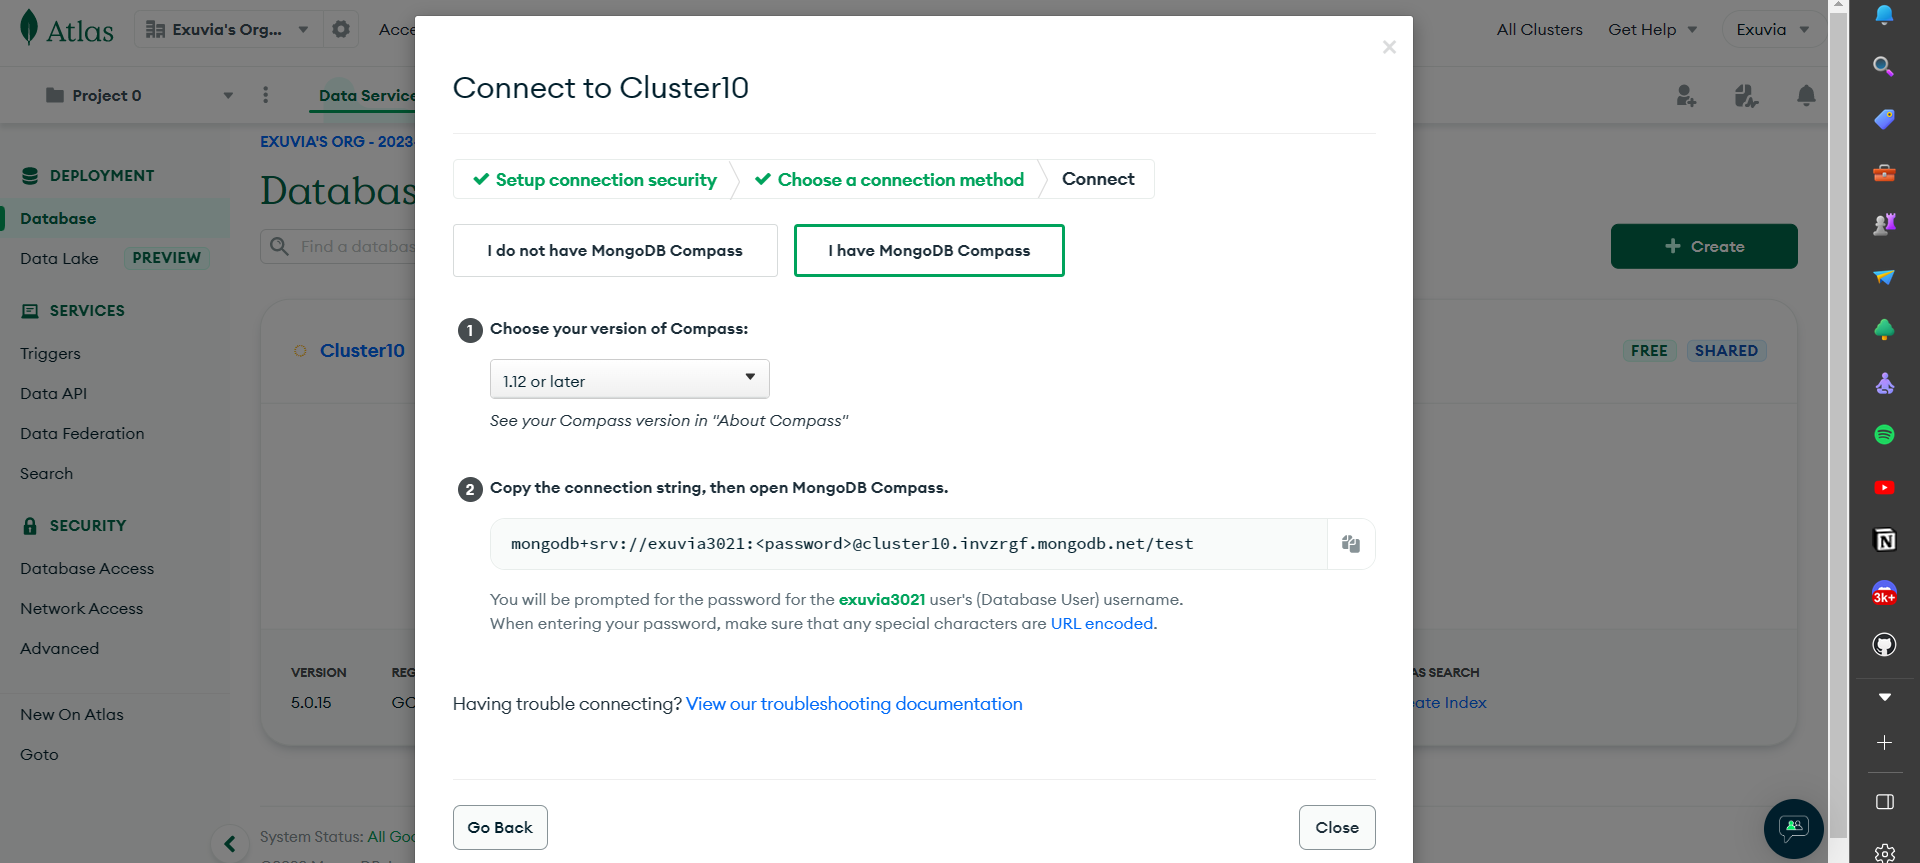 Atlas
Exuvia's Org...
Acce
All Clusters
Get Help
Exuvia
Project 0
Data Service
EXUVIA'S ORG - 2023-
Databas
Find a databas
Create
DEPLOYMENT
Database
Data Lake
PREVIEW
SERVICES
Triggers
Data API
Data Federation
Search
SECURITY
Database Access
Network Access
Advanced
New On Atlas
Goto
Cluster10
FREE
SHARED
VERSION
REG
5.0.15
GC
AS SEARCH
ate Index
System Status: All Goo
Connect to Cluster10
Setup connection security
Choose a connection method
Connect
I do not have MongoDB Compass
I have MongoDB Compass
1 Choose your version of Compass:
1.12 or later
See your Compass version in "About Compass"
2 Copy the connection string, then open MongoDB Compass.
mongodb+srv://exuvia3021:<password>@cluster10.invzrgf.mongodb.net/test
You will be prompted for the password for the exuvia3021 user's (Database User) username.
When entering your password, make sure that any special characters are URL encoded.
Having trouble connecting? View our troubleshooting documentation
Go Back
Close
3k+